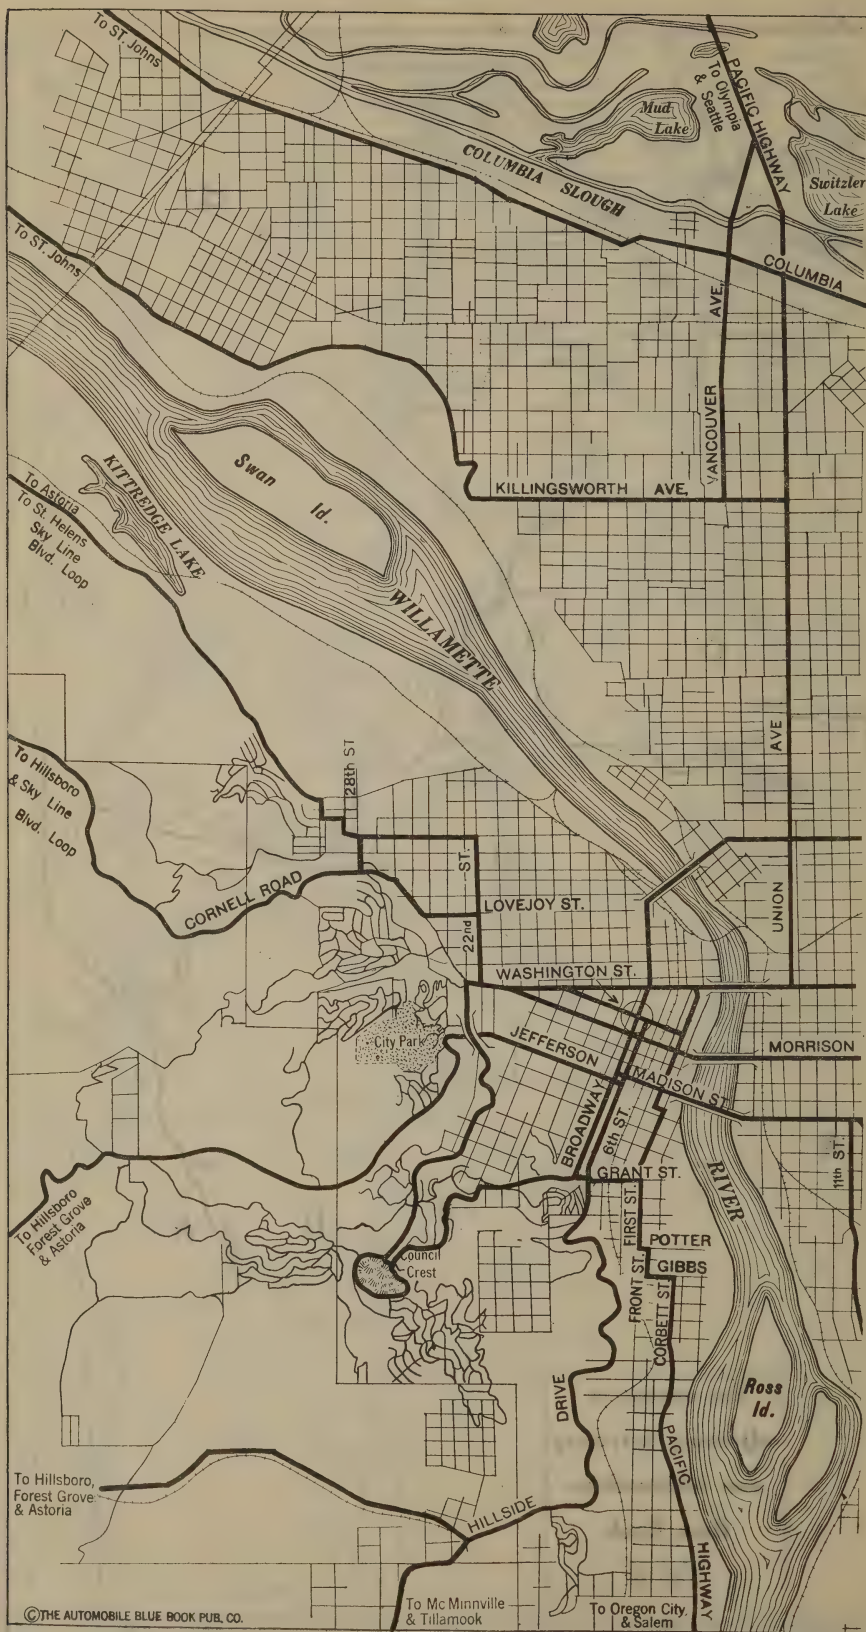 To ST. Johns
PACIFIC HIGHWAY
To Olympia
& Seattle
Mud
Lake
COLUMBIA SLOUGH
Switzler
Lake
To ST. Johns
COLUMBIA
VANCOUVER AVE.
KILLINGSWORTH AVE.
Swan
Id.
KITTREDGE LAKE
To Astoria
To St. Helens
Sky Line
Blvd. Loop
WILLAMETTE
UNION AVE
To Hillsboro
& Sky Line
Blvd. Loop
28th ST
CORNELL ROAD
22nd ST.
LOVEJOY ST.
WASHINGTON ST.
City Park
JEFFERSON
MORRISON
MADISON ST.
BROADWAY
6th ST.
11th ST.
GRANT ST.
RIVER
To Hillsboro
Forest Grove
& Astoria
FIRST ST.
POTTER
Council
Crest
FRONT ST.
GIBBS
CORBETT ST.
Ross
Id.
DRIVE
PACIFIC
To Hillsboro,
Forest Grove
& Astoria
HILLSIDE
HIGHWAY
©THE AUTOMOBILE BLUE BOOK PUB. CO.
To Mc Minnville
& Tillamook
To Oregon City
& Salem